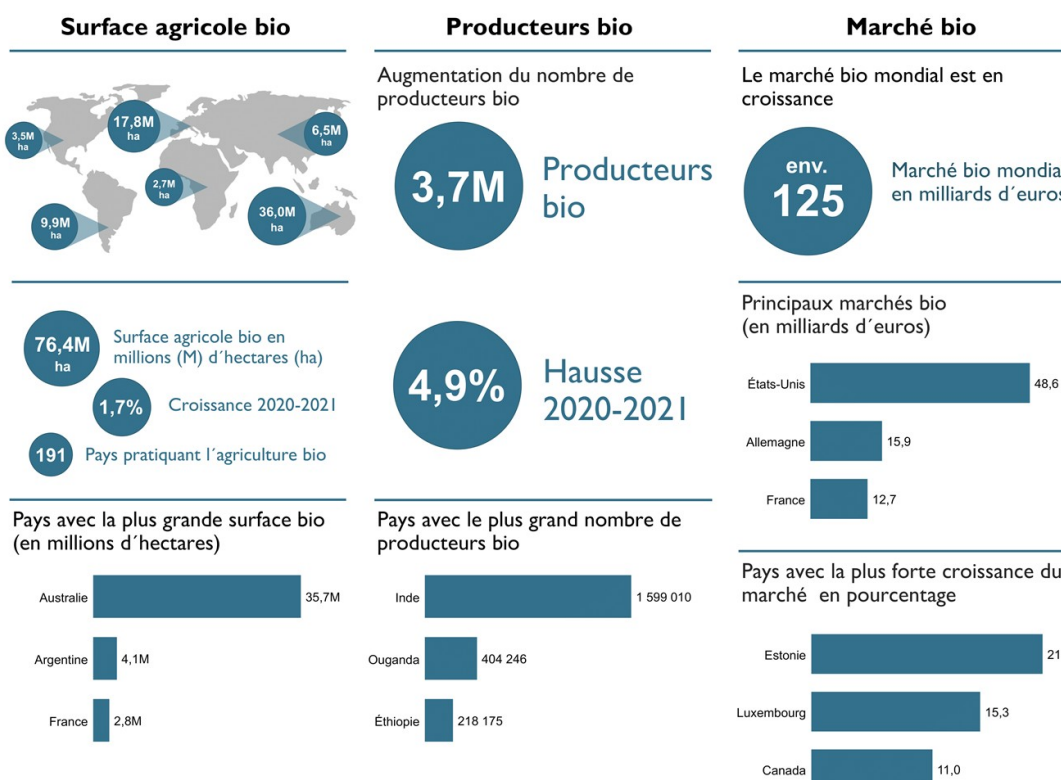 Surface agricole bio
3,5M
ha
17,8M
ha
6,5M
ha
2,7M
ha
9,9M
ha
36,0M
ha
76,4M
ha
Surface agricole bio en
millions (M) d´hectares (ha)
1,7%
Croissance 2020-2021
191
Pays pratiquant l´agriculture bio
Pays avec la plus grande surface bio
(en millions d´hectares)
Australie 35,7M
Argentine 4,1M
France 2,8M
Producteurs bio
Augmentation du nombre de
producteurs bio
3,7M
Producteurs
bio
4,9%
Hausse
2020-2021
Pays avec le plus grand nombre de
producteurs bio
Inde 1 599 010
Ouganda 404 246
Éthiopie 218 175
Marché bio
Le marché bio mondial est en
croissance
env.
125
Marché bio mondia
en milliards d´euros
Principaux marchés bio
(en milliards d´euros)
États-Unis 48,6
Allemagne 15,9
France 12,7
Pays avec la plus forte croissance du
marché en pourcentage
Estonie 21
Luxembourg 15,3
Canada 11,0